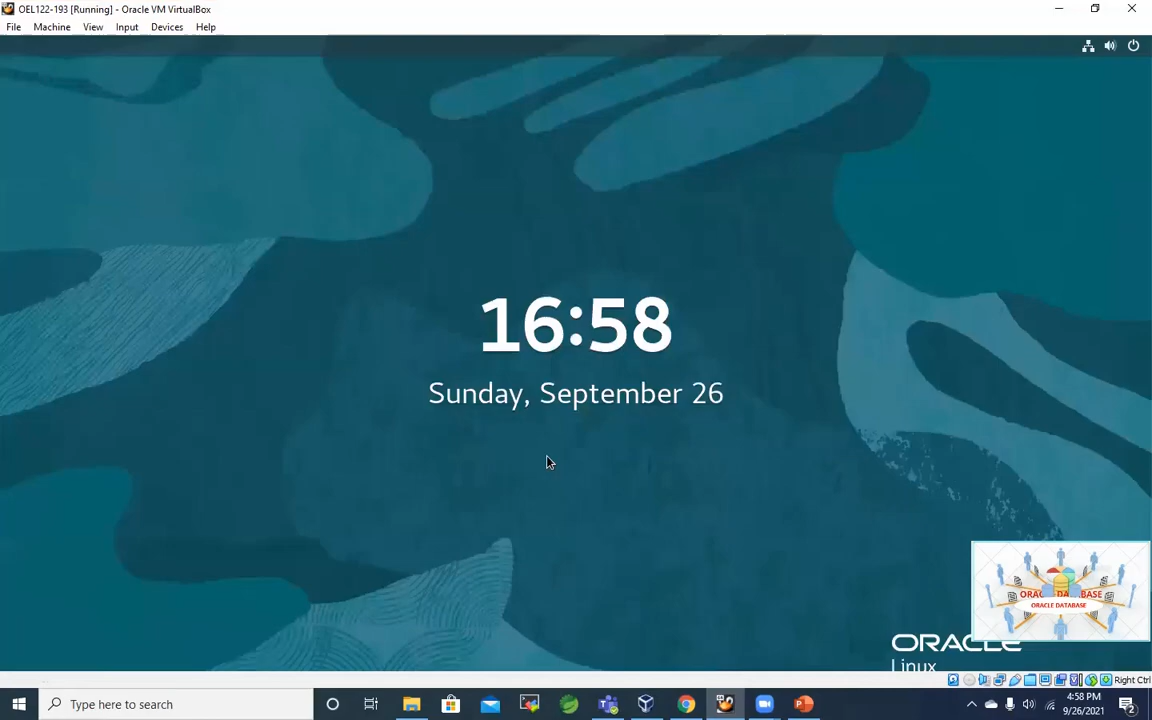 OEL122-193 [Running] - Oracle VM VirtualBox
File Machine View Input Devices Help
16:58
Sunday, September 26
ORACLE DATABASE
ORACLE
Linux
Right Ctrl
Type here to search
4:58 PM
9/26/2021
2